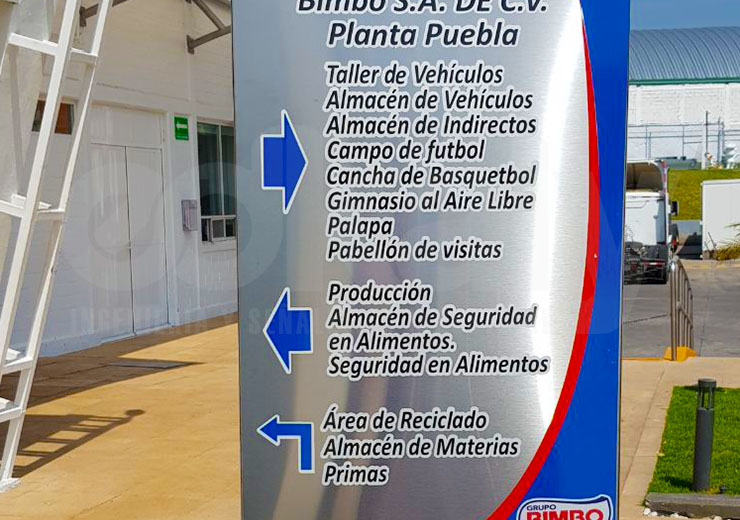 Bimbo S.A. DE C.V.
Planta Puebla
Taller de Vehículos
Almacén de Vehículos
Almacén de Indirectos
Campo de futbol
Cancha de Basquetbol
Gimnasio al Aire Libre
Palapa
Pabellón de visitas
Producción
Almacén de Seguridad
en Alimentos.
Seguridad en Alimentos
Área de Reciclado
Almacén de Materias
Primas
GRUPO
BIMBO